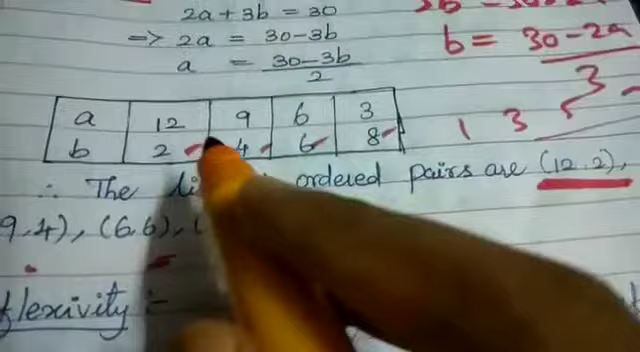 2a + 3b = 30
=> 2a = 30-3b
a = 30-3b / 2
b = 30-2a / 3
a 12 9 6 3
b 2 4 6 8
1 3 5
∴ The ordered pairs are (12,2),
9,4), (6,6), (
flexivity :-